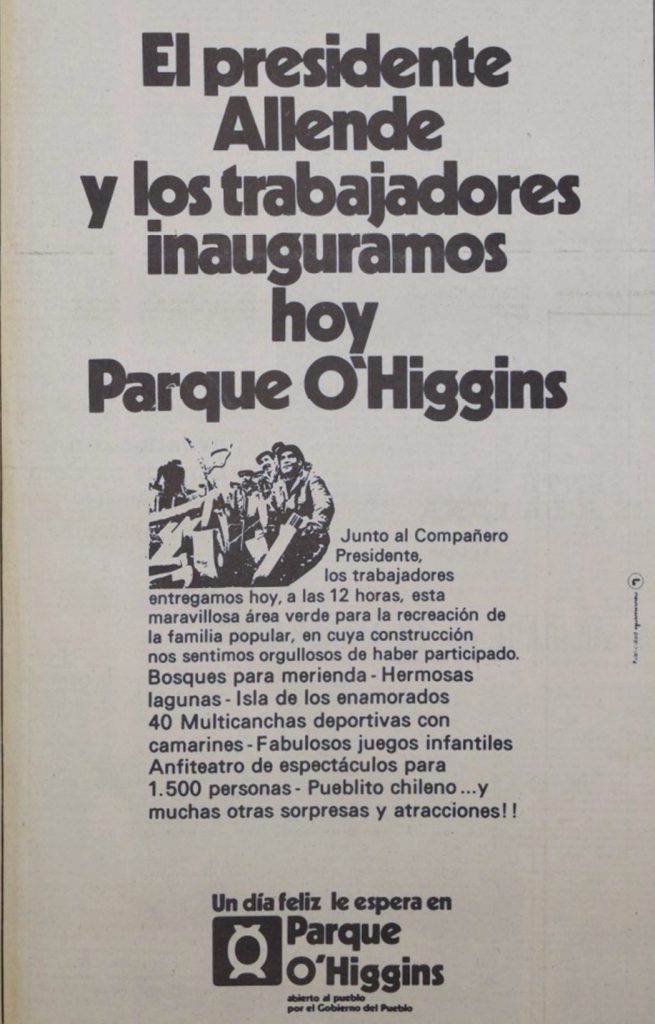 El presidente
Allende
y los trabajadores
inauguramos
hoy
Parque O'Higgins
Junto al Compañero
Presidente,
los trabajadores
entregamos hoy, a las 12 horas, esta
maravillosa área verde para la recreación de
la familia popular, en cuya construcción
nos sentimos orgullosos de haber participado.
Bosques para merienda - Hermosas
lagunas - Isla de los enamorados
40 Multicanchas deportivas con
camarines - Fabulosos juegos infantiles
Anfiteatro de espectáculos para
1.500 personas - Pueblito chileno ... y
muchas otras sorpresas y atracciones!!
Un día feliz le espera en
Parque
O'Higgins
abierto al pueblo
por el Gobierno del Pueblo